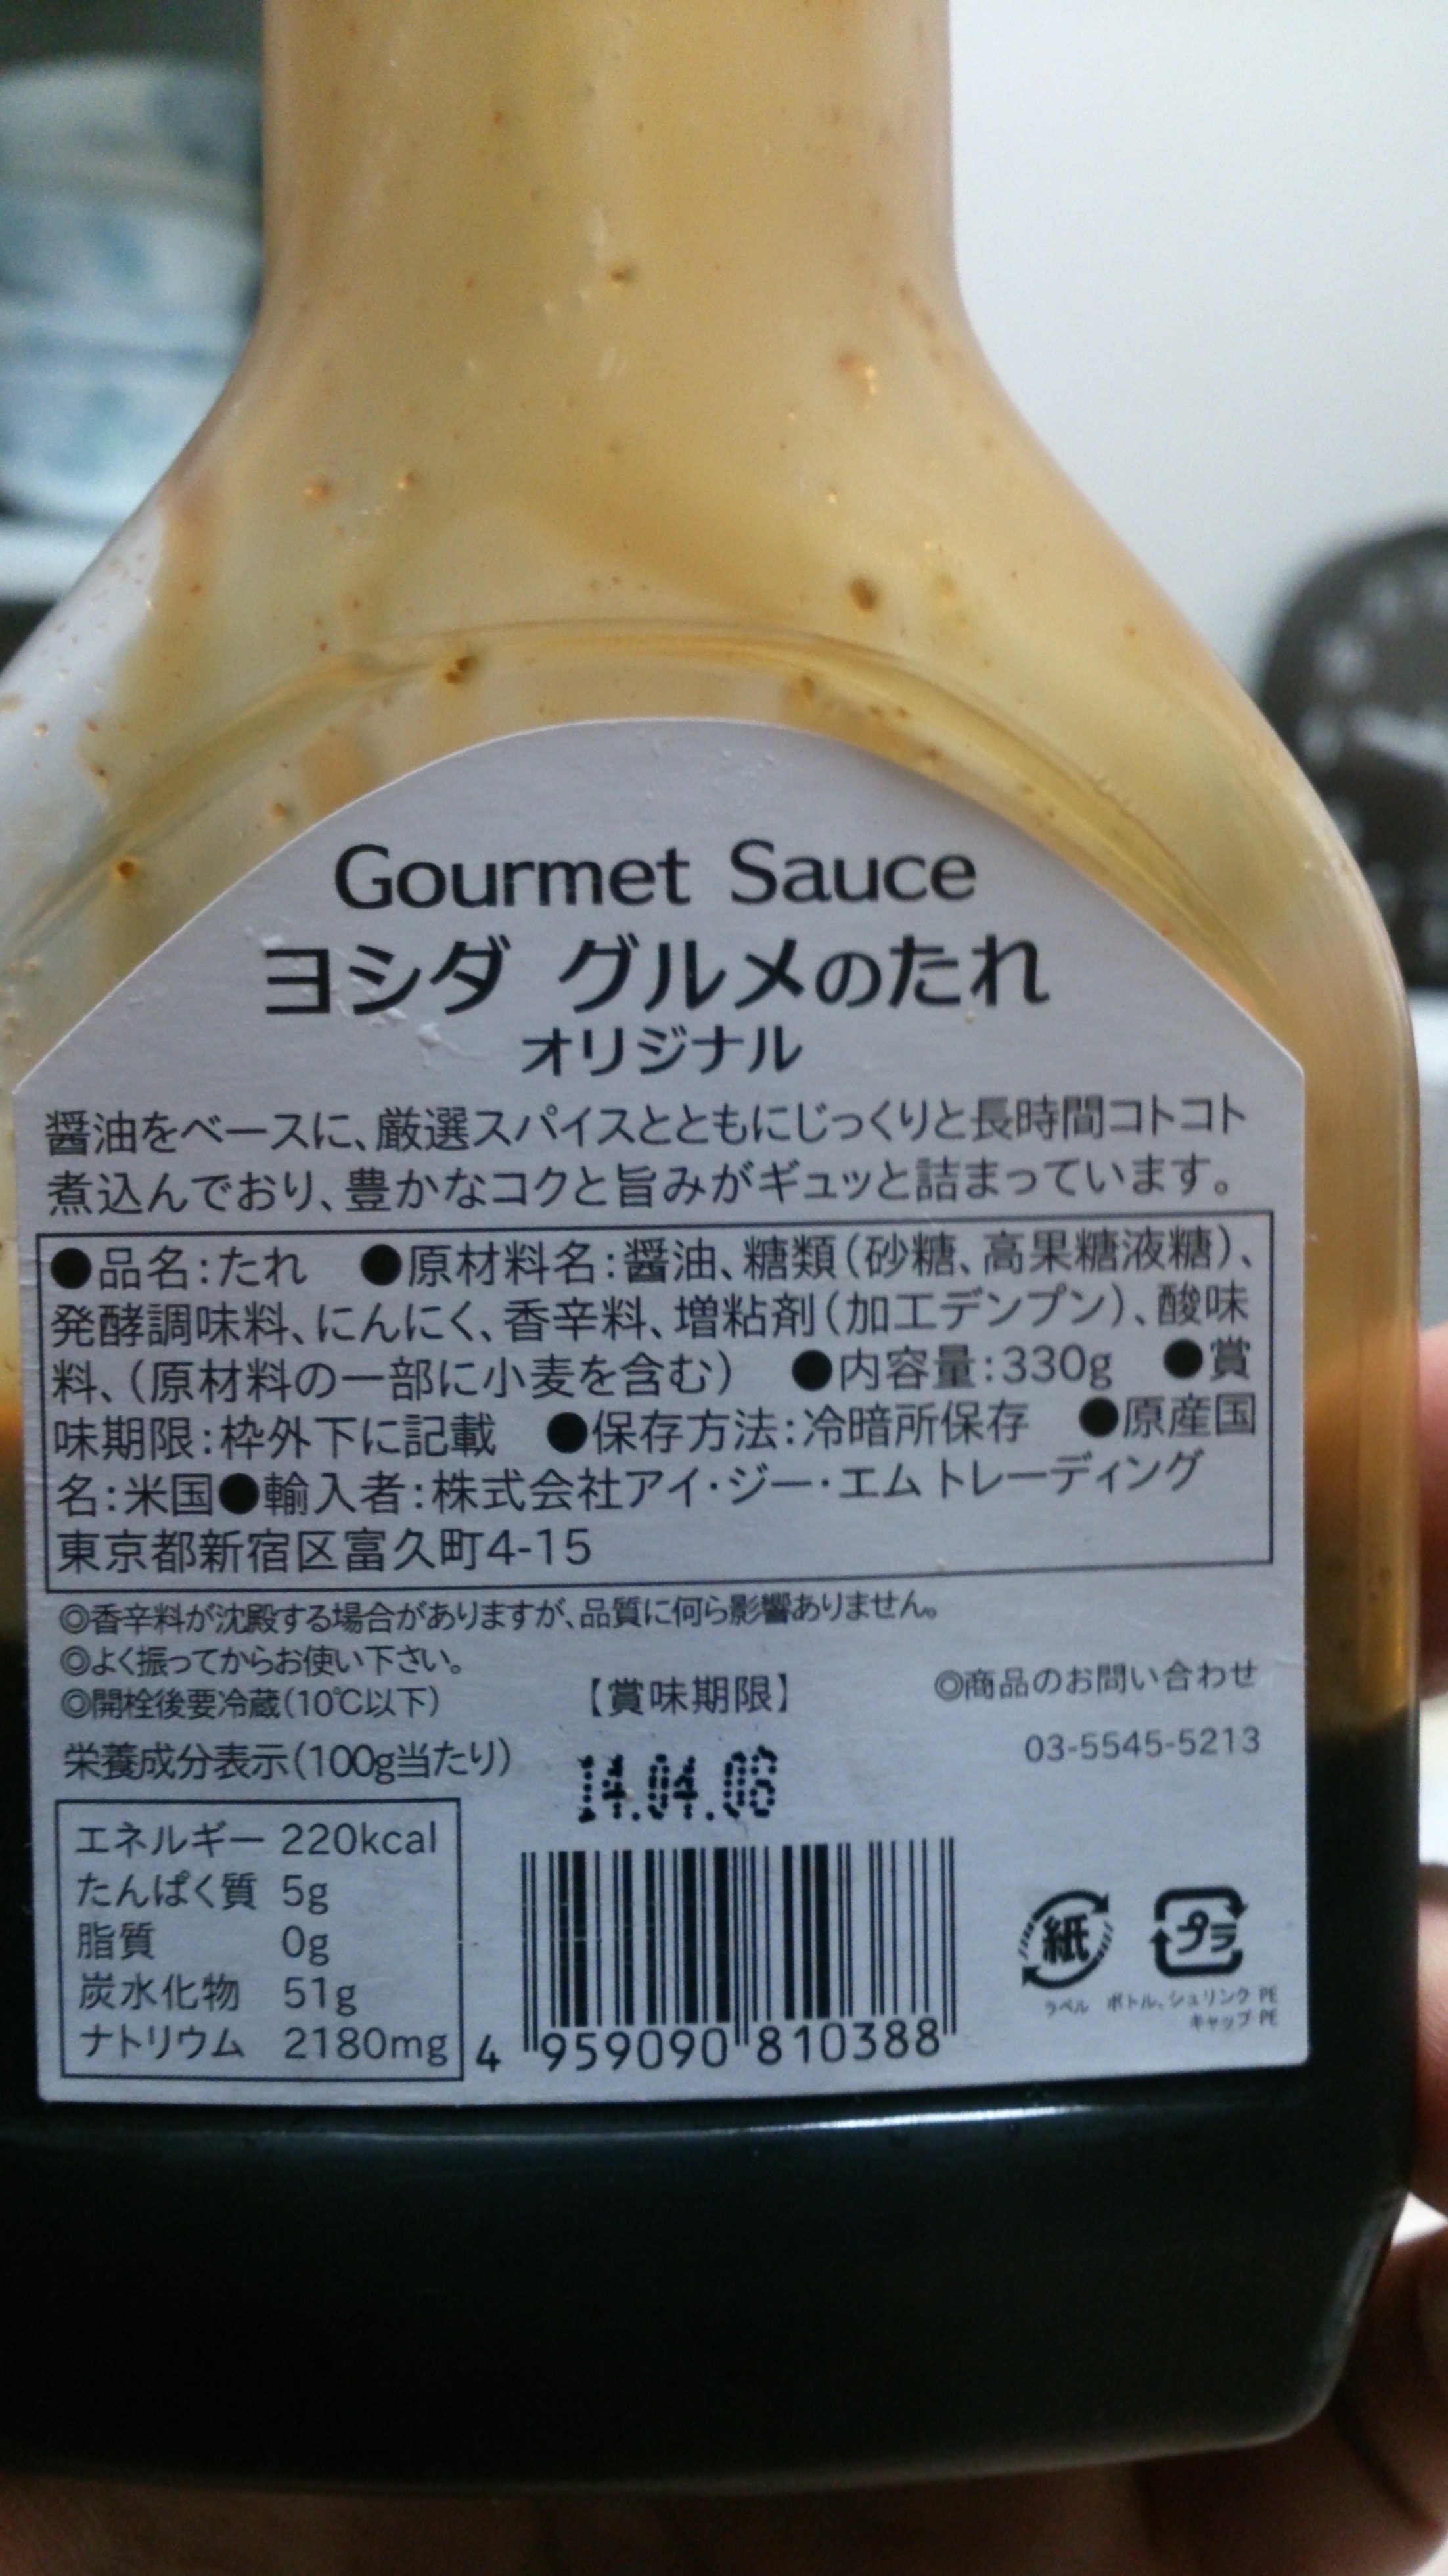 Gourmet Sauce
ヨシダ グルメのたれ
オリジナル
醤油をベースに、厳選スパイスとともにじっくりと長時間コトコト
煮込んでおり、豊かなコクと旨みがギュッと詰まっています。
●品名:たれ ●原材料名:醤油、糖類(砂糖、高果糖液糖)、
発酵調味料、にんにく、香辛料、増粘剤(加工デンプン)、酸味
料、(原材料の一部に小麦を含む) ●内容量:330g ●賞
味期限:枠外下に記載 ●保存方法:冷暗所保存 ●原産国
名:米国●輸入者:株式会社アイ・ジー・エムトレーディング
東京都新宿区富久町4-15
◎香辛料が沈殿する場合がありますが、品質に何ら影響ありません。
◎よく振ってからお使い下さい。
◎開栓後要冷蔵(10℃以下)
【賞味期限】
14.04.06
◎商品のお問い合わせ
03-5545-5213
栄養成分表示(100g当たり)
エネルギー 220kcal
たんぱく質 5g
脂質 0g
炭水化物 51g
ナトリウム 2180mg
4 959090 810388
紙
プラ
ラベル ボトル、シュリンク PE
キャップ PE